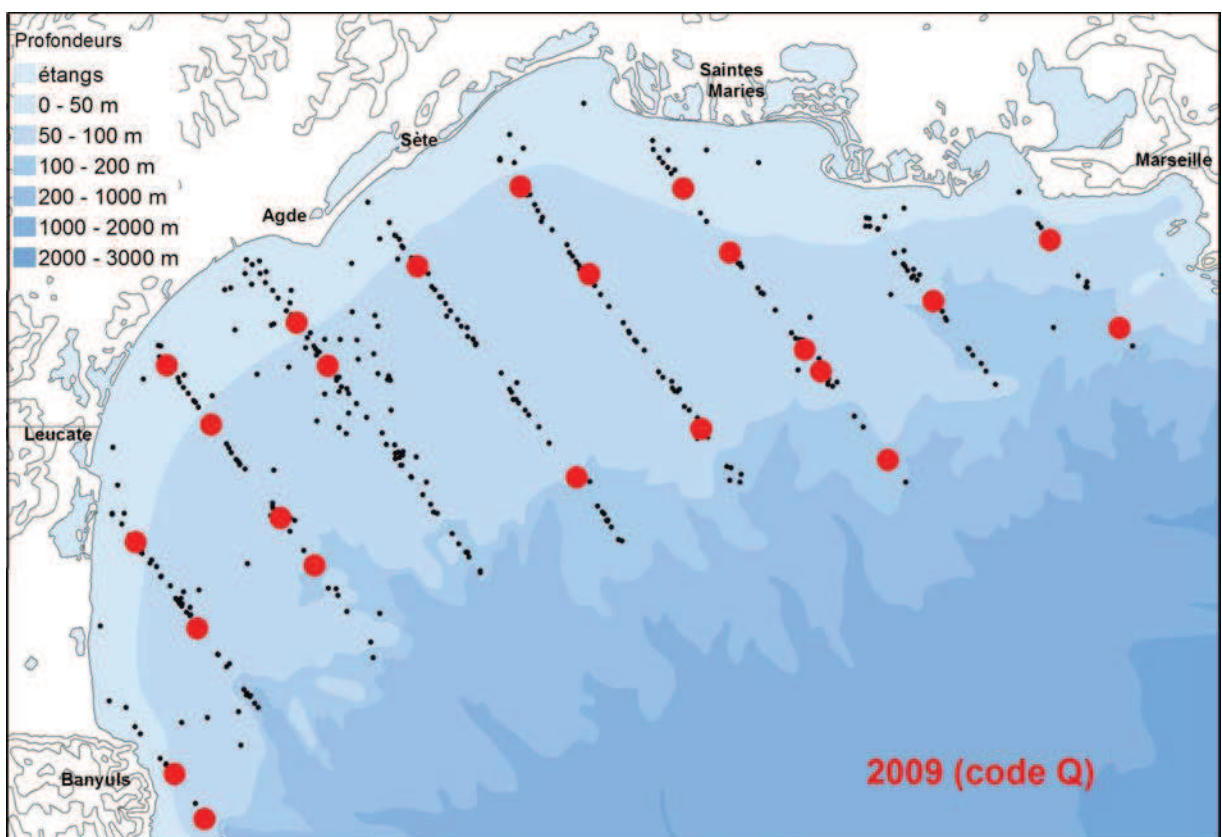 Profondeurs
étangs
0 - 50 m
50 - 100 m
100 - 200 m
200 - 1000 m
1000 - 2000 m
2000 - 3000 m
Saintes
Maries
Sète
Marseille
Agde
Leucate
Banyuls
2009 (code Q)